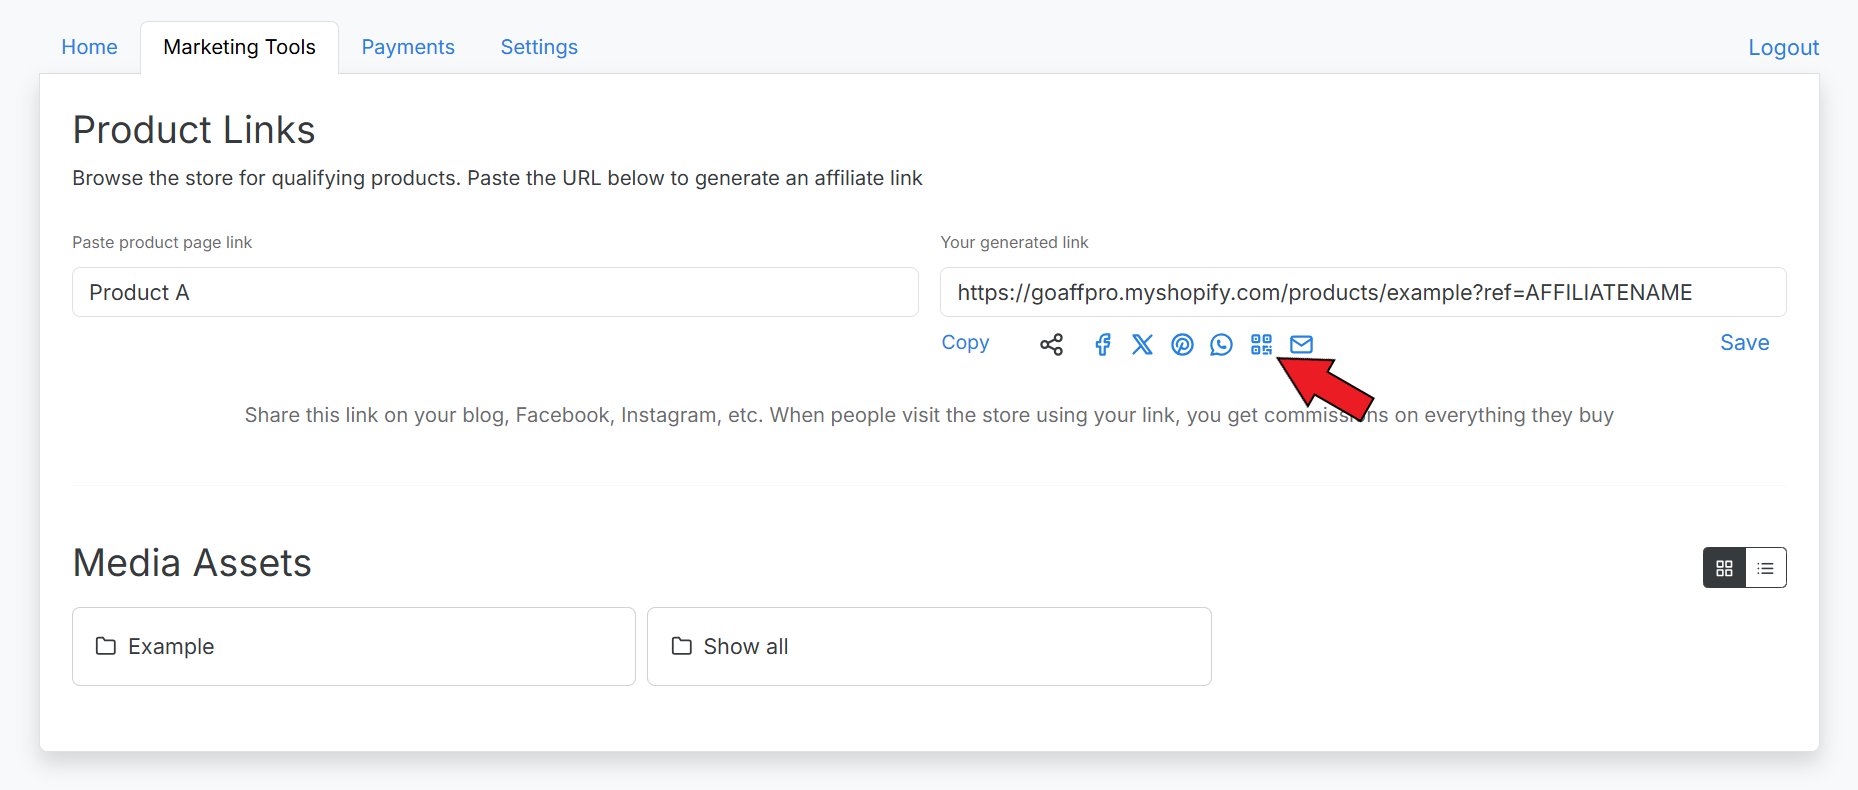 Home Marketing Tools Payments Settings Logout
Product Links
Browse the store for qualifying products. Paste the URL below to generate an affiliate link
Paste product page link
Product A
Your generated link
https://goaffpro.myshopify.com/products/example?ref=AFFILIATENAME
Copy Save
Share this link on your blog, Facebook, Instagram, etc. When people visit the store using your link, you get commissions on everything they buy
Media Assets
Example
Show all